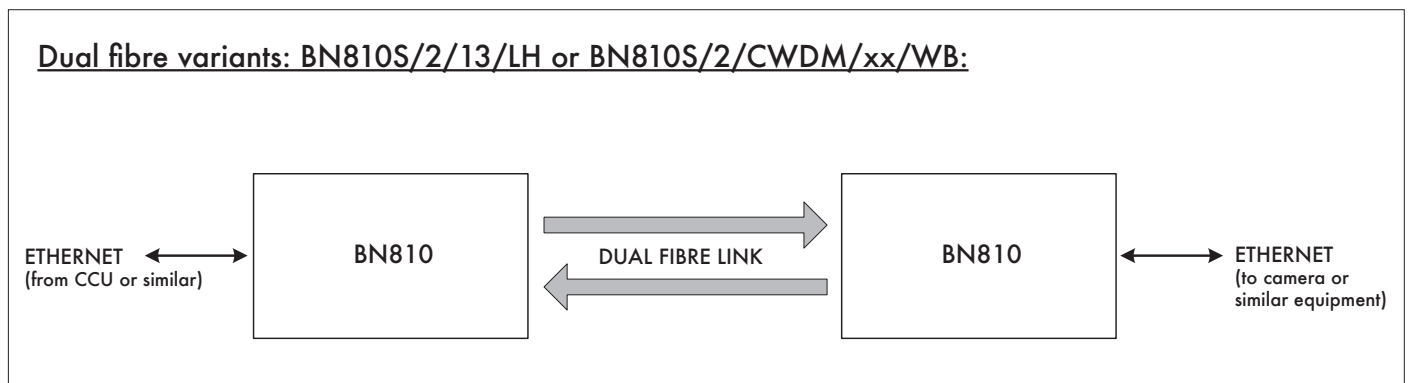 Dual fibre variants: BN810S/2/13/LH or BN810S/2/CWDM/xx/WB:
ETHERNET
(from CCU or similar)
BN810
DUAL FIBRE LINK
BN810
ETHERNET
(to camera or
similar equipment)